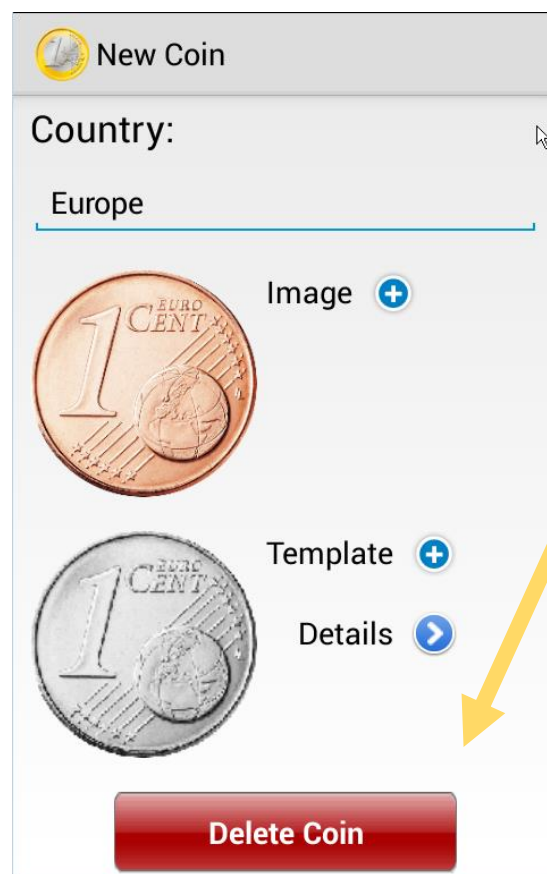 New Coin
Country:
Europe
1
EURO
CENT
Image
1
EURO
CENT
Template
Details
Delete Coin